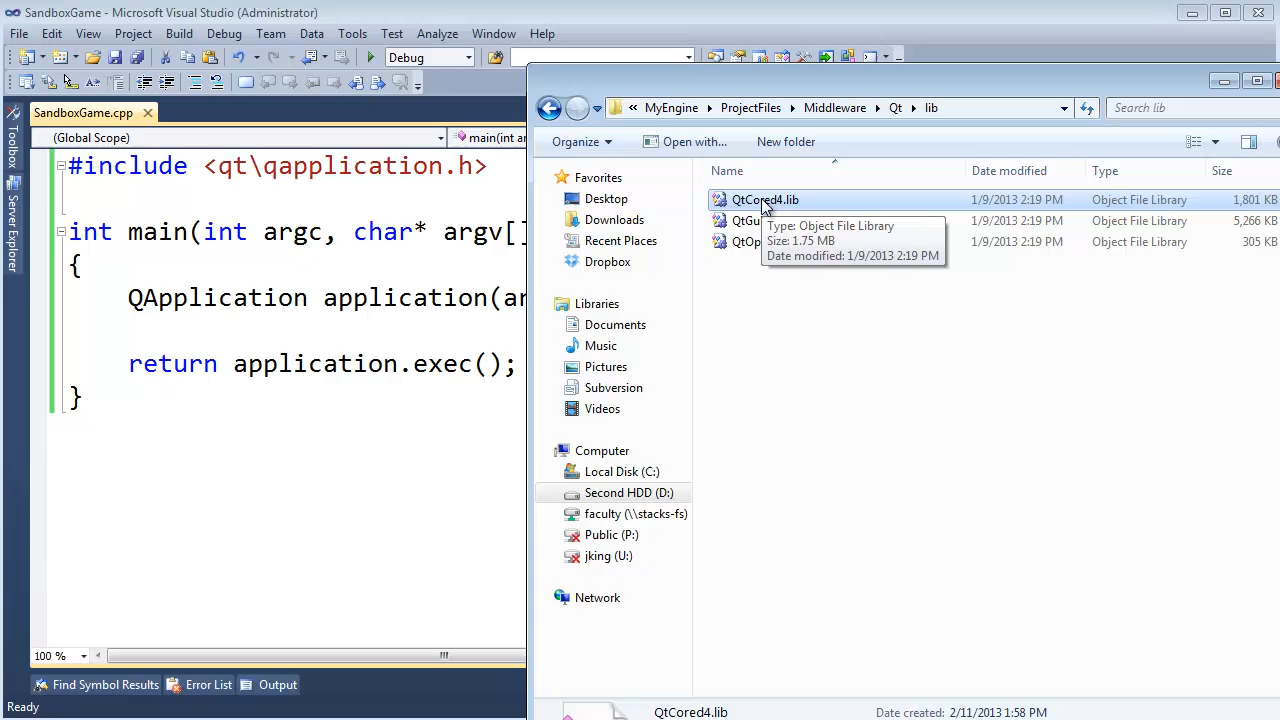 SandboxGame - Microsoft Visual Studio (Administrator)
File Edit View Project Build Debug Team Data Tools Test Analyze Window Help
Debug
SandboxGame.cpp
(Global Scope)
main(int ar
#include <qt\qapplication.h>
int main(int argc, char* argv[]
{
QApplication application(ar
return application.exec();
}
100 %
Find Symbol Results Error List Output
Ready
Toolbox
Server Explorer
« MyEngine rojectFiles Middleware Qt lib
Search lib
Organize Open with... New folder
Favorites
Desktop
Downloads
Recent Places
Dropbox
Libraries
Documents
Music
Pictures
Subversion
Videos
Computer
Local Disk (C:)
Second HDD (D:)
faculty (\\stacks-fs)
Public (P:)
jking (U:)
Network
Name Date modified Type Size
QtCored4.lib 1/9/2013 2:19 PM Object File Library 1,801 KB
QtGu 1/9/2013 2:19 PM Object File Library 5,266 K
QtOp 1/9/2013 2:19 PM Object File Library 305 KB
Type: Object File Library
Size: 1.75 MB
Date modified: 1/9/2013 2:19 PM
QtCored4.lib Date created: 2/11/2013 1:58 PM